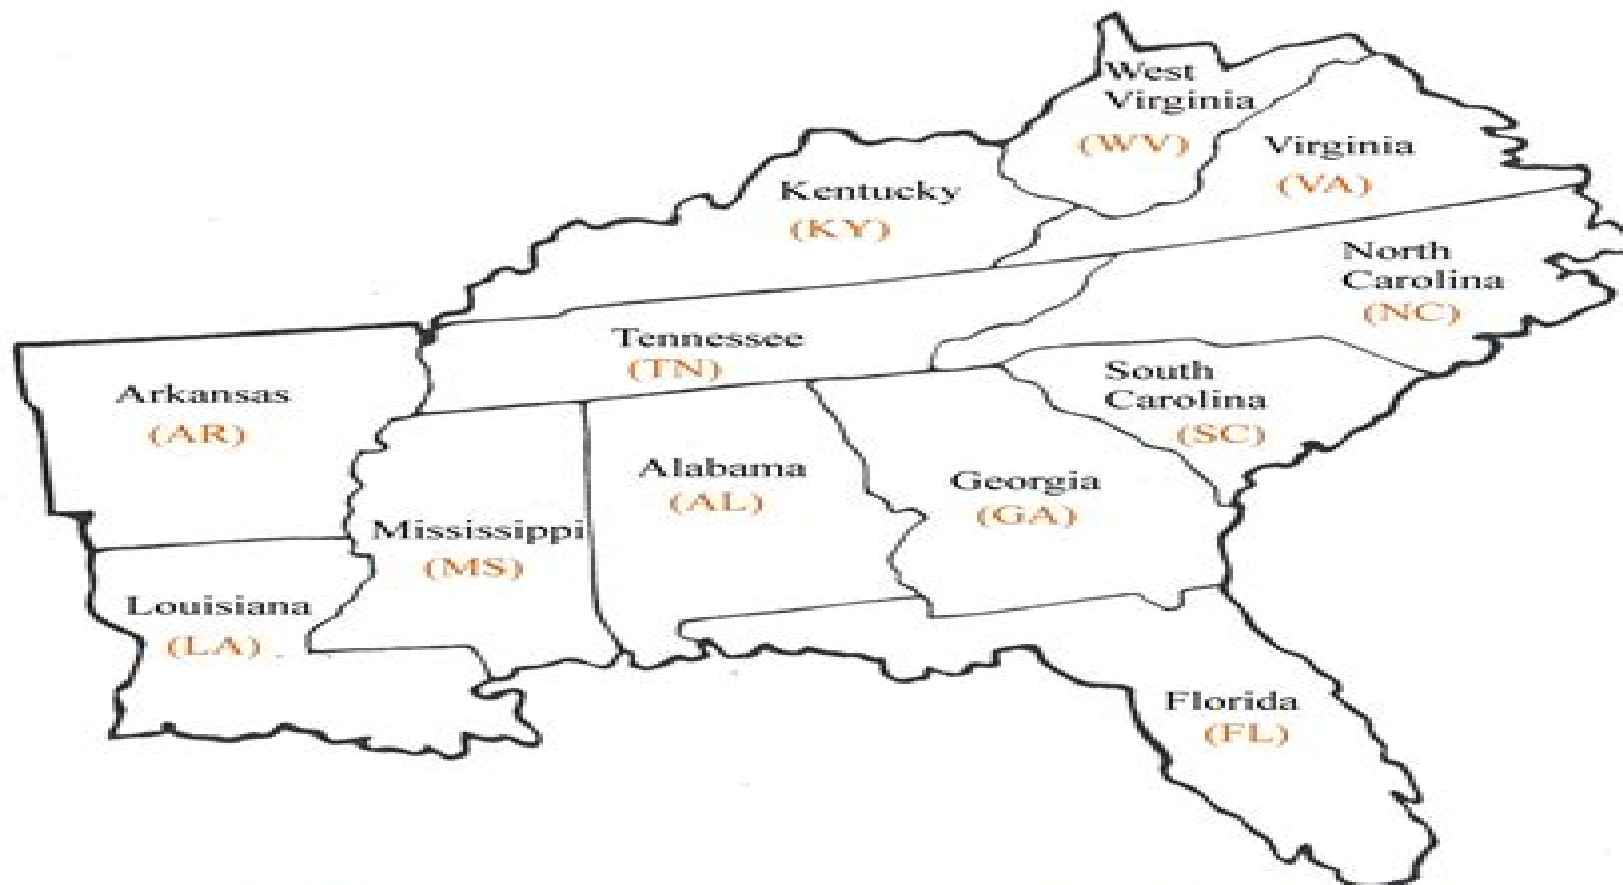 West
Virginia
(WV)
Virginia
(VA)
Kentucky
(KY)
North
Carolina
(NC)
Tennessee
(TN)
South
Carolina
(SC)
Arkansas
(AR)
Alabama
(AL)
Georgia
(GA)
Mississippi
(MS)
Louisiana
(LA)
Florida
(FL)